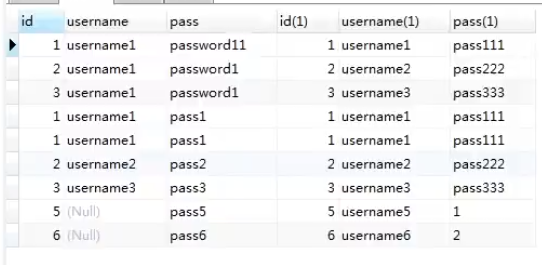 id username pass id(1) username(1) pass(1)
1 username1 password11 1 username1 pass111
2 username1 password1 2 username2 pass222
3 username1 password1 3 username3 pass333
1 username1 pass1 1 username1 pass111
1 username1 pass1 1 username1 pass111
2 username2 pass2 2 username2 pass222
3 username3 pass3 3 username3 pass333
5 (Null) pass5 5 username5 1
6 (Null) pass6 6 username6 2